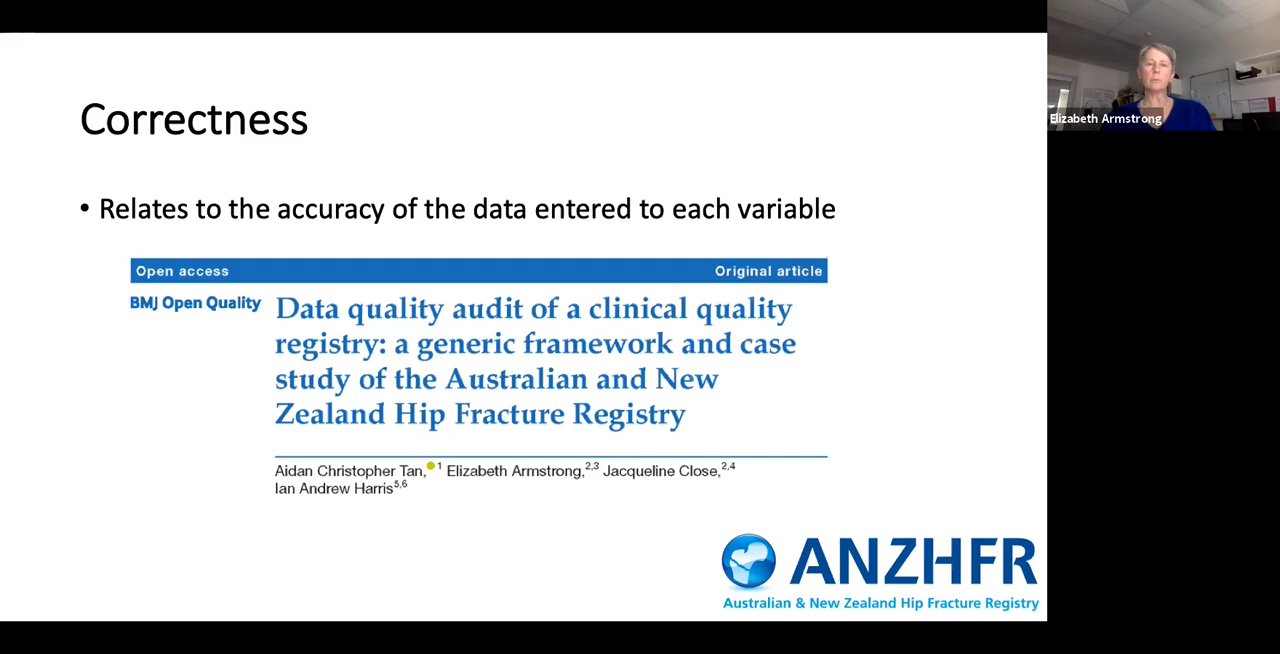 Correctness
• Relates to the accuracy of the data entered to each variable
Open access Original article
BMJ Open Quality
Data quality audit of a clinical quality
registry: a generic framework and case
study of the Australian and New
Zealand Hip Fracture Registry
Aidan Christopher Tan,1 Elizabeth Armstrong,2,3 Jacqueline Close,2,4
Ian Andrew Harris5,6
ANZHFR
Australian & New Zealand Hip Fracture Registry
Elizabeth Armstrong